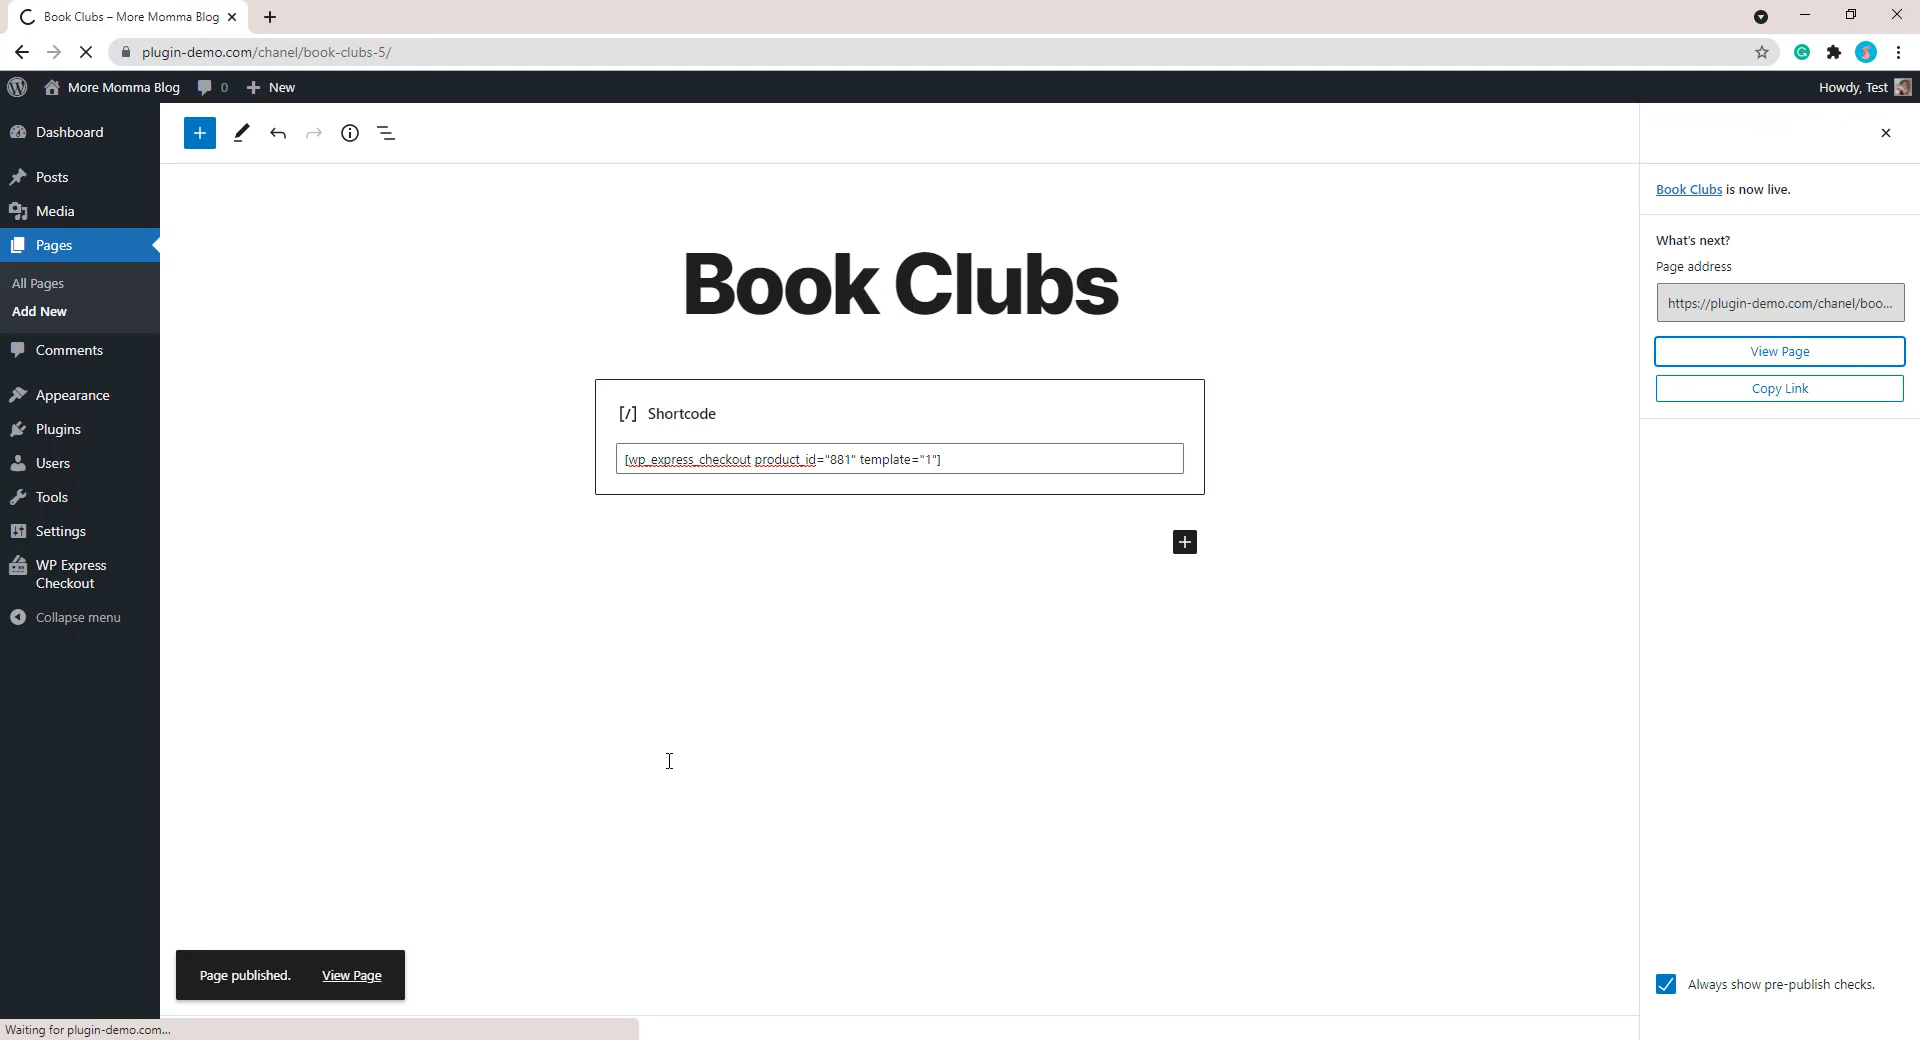 Book Clubs – More Momma Blog
plugin-demo.com/chanel/book-clubs-5/
More Momma Blog
0
New
Howdy, Test
Dashboard
Posts
Media
Pages
All Pages
Add New
Comments
Appearance
Plugins
Users
Tools
Settings
WP Express
Checkout
Collapse menu
Book Clubs
[/] Shortcode
[wp_express_checkout product_id="881" template="1"]
Book Clubs is now live.
What's next?
Page address
https://plugin-demo.com/chanel/boo...
View Page
Copy Link
Page published. View Page
Always show pre-publish checks.
Waiting for plugin-demo.com...